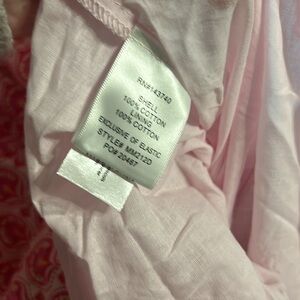 RN#143740
SHELL
100% COTTON
LINING
100% COTTON
EXCLUSIVE OF ELASTIC
STYLE# MM212D
PO# 20467